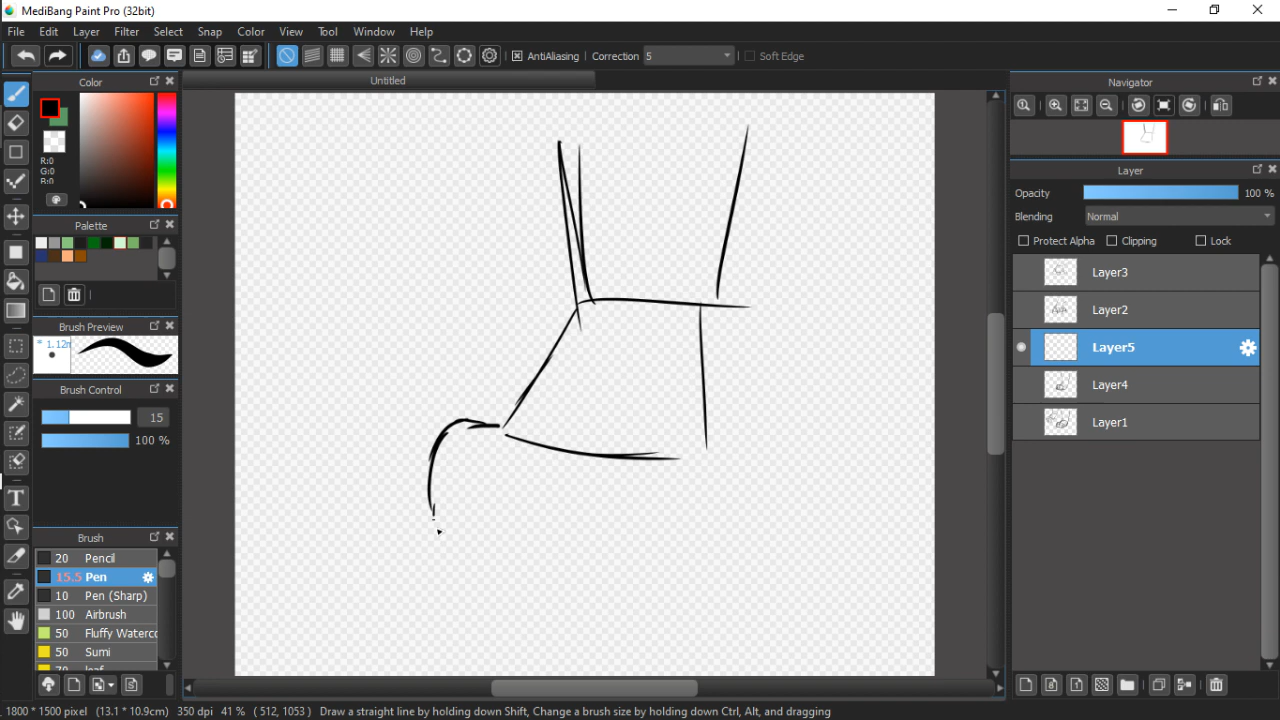 MediBang Paint Pro (32bit)
File Edit Layer Filter Select Snap Color View Tool Window Help
AntiAliasing Correction 5 Soft Edge
Color
Untitled
Navigator
R:0
G:0
B:0
Layer
Opacity 100 %
Blending Normal
Palette
Protect Alpha Clipping Lock
Layer3
Layer2
Brush Preview
Layer5
Brush Control
Layer4
15
Layer1
100 %
T
Brush
20 Pencil
15.5 Pen
10 Pen (Sharp)
100 Airbrush
50 Fluffy Waterco
50 Sumi
70 leaf
1800 * 1500 pixel (13.1 * 10.9cm) 350 dpi 41 % ( 512, 1053 ) Draw a straight line by holding down Shift, Change a brush size by holding down Ctrl, Alt, and dragging